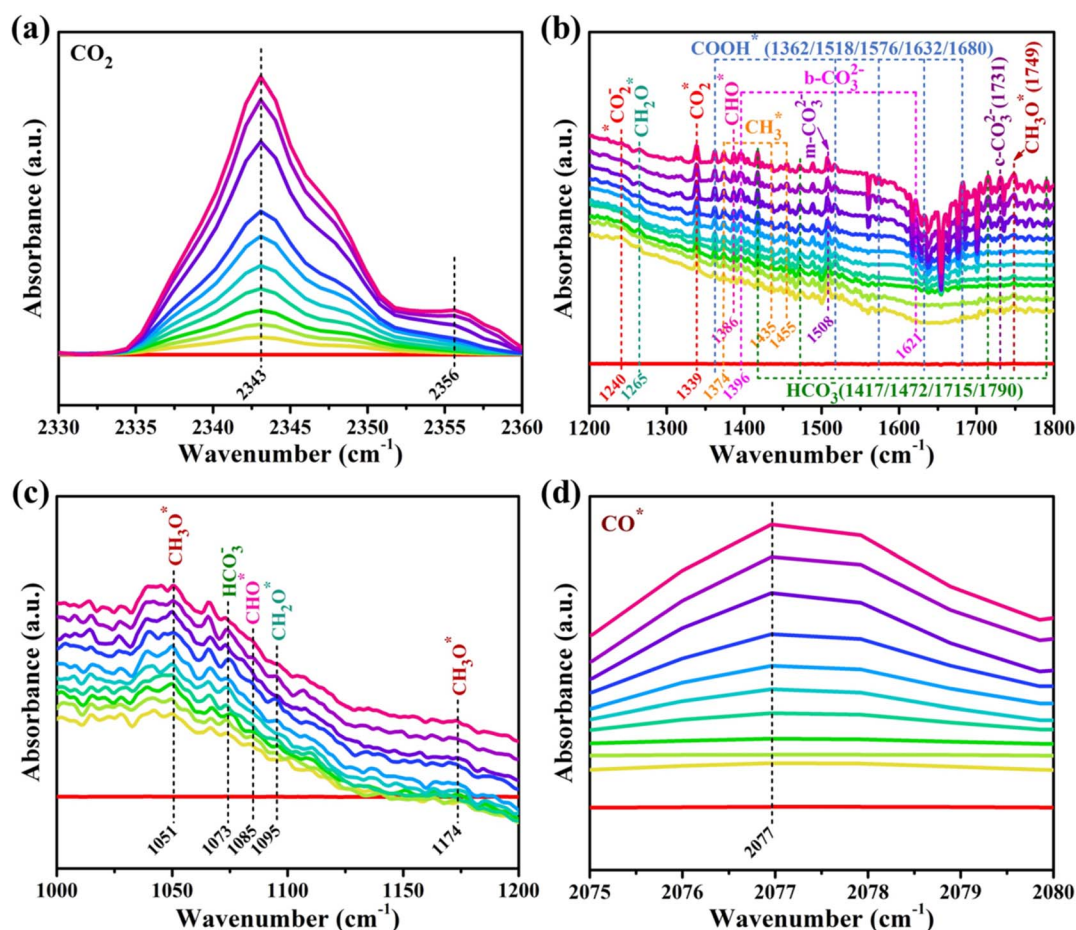 (a)
CO₂
Absorbance (a.u.)
2343
2356
2330 2335 2340 2345 2350 2355 2360
Wavenumber (cm⁻¹)
(b)
COOH* (1362/1518/1576/1632/1680)
b-CO₃²⁻
*CO₂⁻
CH₂O*
CO₂*
CHO*
CH₃*
m-CO₃²⁻
c-CO₃²⁻ (1731)
CH₃O* (1749)
Absorbance (a.u.)
1240
1265
1339
1374
1386
1396
1435
1455
1508
1621
HCO₃⁻(1417/1472/1715/1790)
1200 1300 1400 1500 1600 1700 1800
Wavenumber (cm⁻¹)
(c)
CH₃O*
HCO₃⁻
CHO*
CH₂O*
CH₃O*
Absorbance (a.u.)
1051
1073
1085
1095
1174
1000 1050 1100 1150 1200
Wavenumber (cm⁻¹)
(d)
CO*
Absorbance (a.u.)
2077
2075 2076 2077 2078 2079 2080
Wavenumber (cm⁻¹)